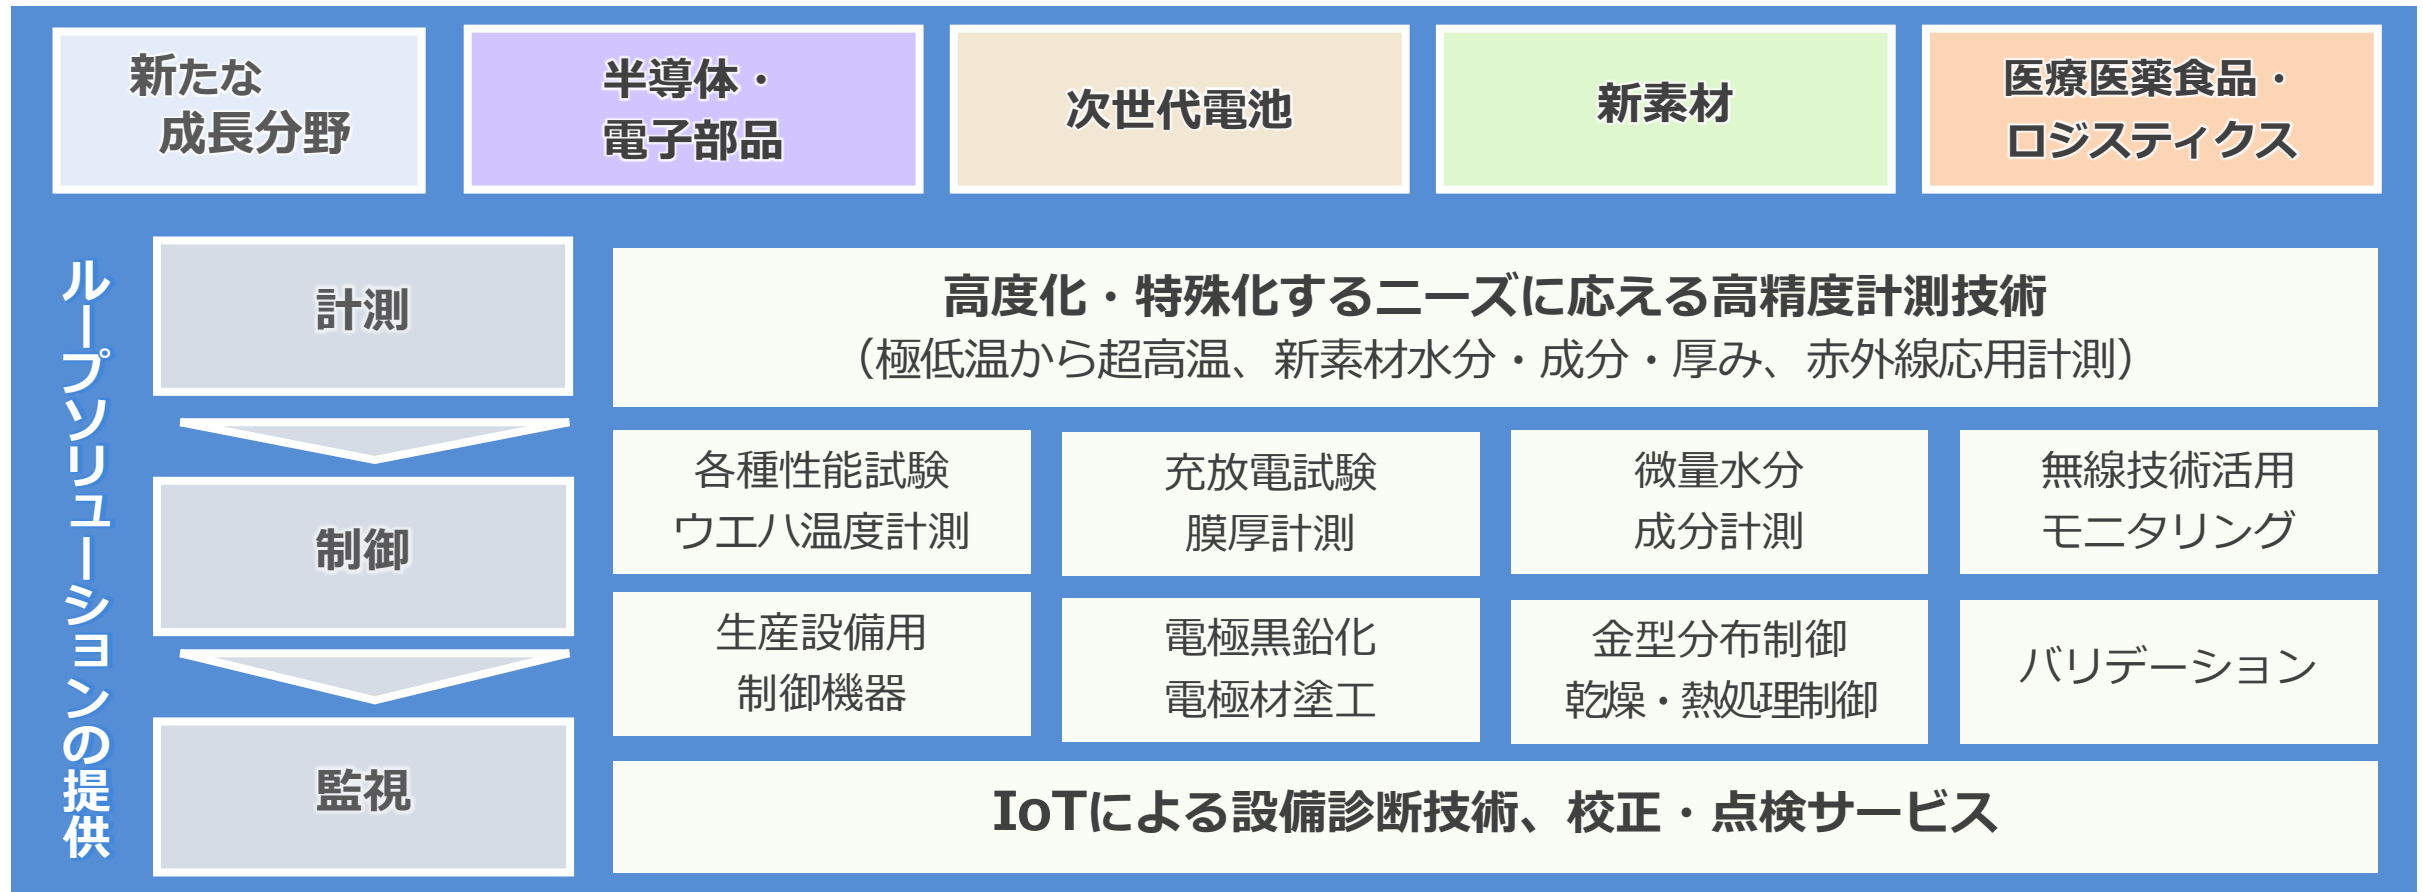 新たな
成長分野
半導体・
電子部品
次世代電池
新素材
医療医薬食品・
ロジスティクス
ループソリューションの提供
計測
高度化・特殊化するニーズに応える高精度計測技術
（極低温から超高温、新素材水分・成分・厚み、赤外線応用計測）
制御
各種性能試験
ウエハ温度計測
充放電試験
膜厚計測
微量水分
成分計測
無線技術活用
モニタリング
生産設備用
制御機器
電極黒鉛化
電極材塗工
金型分布制御
乾燥・熱処理制御
バリデーション
監視
IoTによる設備診断技術、校正・点検サービス